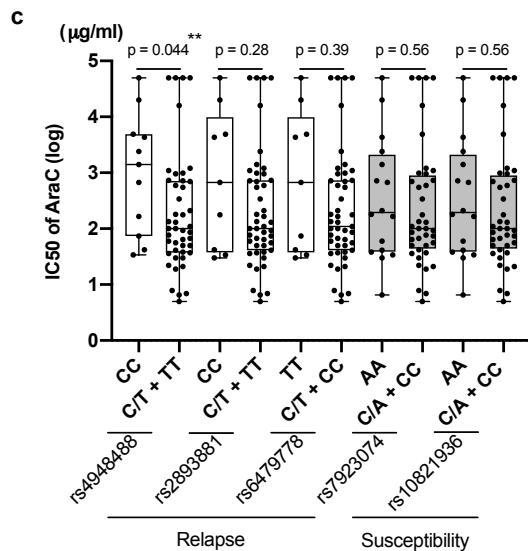 c
(µg/ml)
**
p = 0.044 p = 0.28 p = 0.39 p = 0.56 p = 0.56
IC50 of AraC (log)
5
4
3
2
1
0
CC C/T + TT CC C/T + TT TT C/T + CC AA C/A + CC AA C/A + CC
rs4948488 rs2893881 rs6479778 rs7923074 rs10821936
Relapse Susceptibility